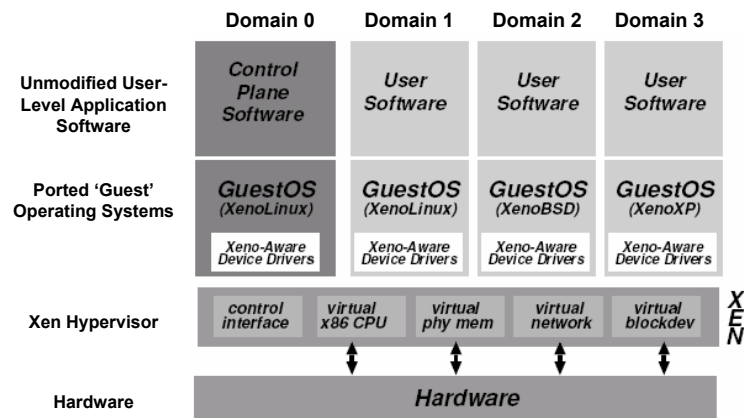 Domain 0 Domain 1 Domain 2 Domain 3
Unmodified User-
Level Application
Software
Control
Plane
Software
User
Software
User
Software
User
Software
Ported ‘Guest’
Operating Systems
GuestOS
(XenoLinux)
Xeno-Aware
Device Drivers
GuestOS
(XenoLinux)
Xeno-Aware
Device Drivers
GuestOS
(XenoBSD)
Xeno-Aware
Device Drivers
GuestOS
(XenoXP)
Xeno-Aware
Device Drivers
Xen Hypervisor
control
interface
virtual
x86 CPU
virtual
phy mem
virtual
network
virtual
blockdev
X
E
N
Hardware
Hardware